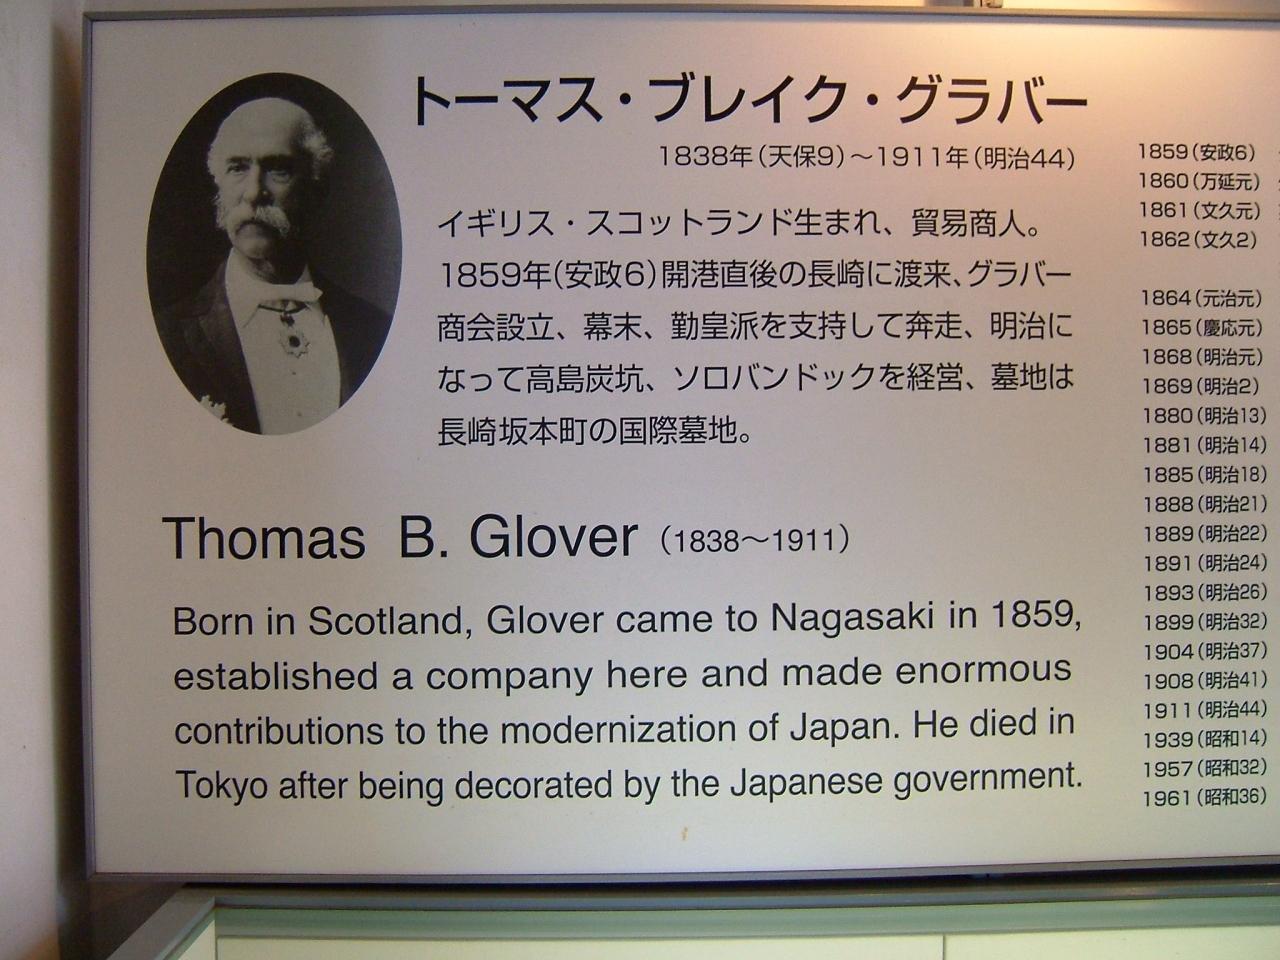 トーマス・ブレイク・グラバー
1838年(天保9)～1911年(明治44)
イギリス・スコットランド生まれ、貿易商人。
1859年(安政6)開港直後の長崎に渡来、グラバー
商会設立、幕末、勤皇派を支持して奔走、明治に
なって高島炭坑、ソロバンドックを経営、墓地は
長崎坂本町の国際墓地。
Thomas B. Glover (1838～1911)
Born in Scotland, Glover came to Nagasaki in 1859,
established a company here and made enormous
contributions to the modernization of Japan. He died in
Tokyo after being decorated by the Japanese government.
1859(安政6)
1860(万延元)
1861(文久元)
1862(文久2)
1864(元治元)
1865(慶応元)
1868(明治元)
1869(明治2)
1880(明治13)
1881(明治14)
1885(明治18)
1888(明治21)
1889(明治22)
1891(明治24)
1893(明治26)
1899(明治32)
1904(明治37)
1908(明治41)
1911(明治44)
1939(昭和14)
1957(昭和32)
1961(昭和36)